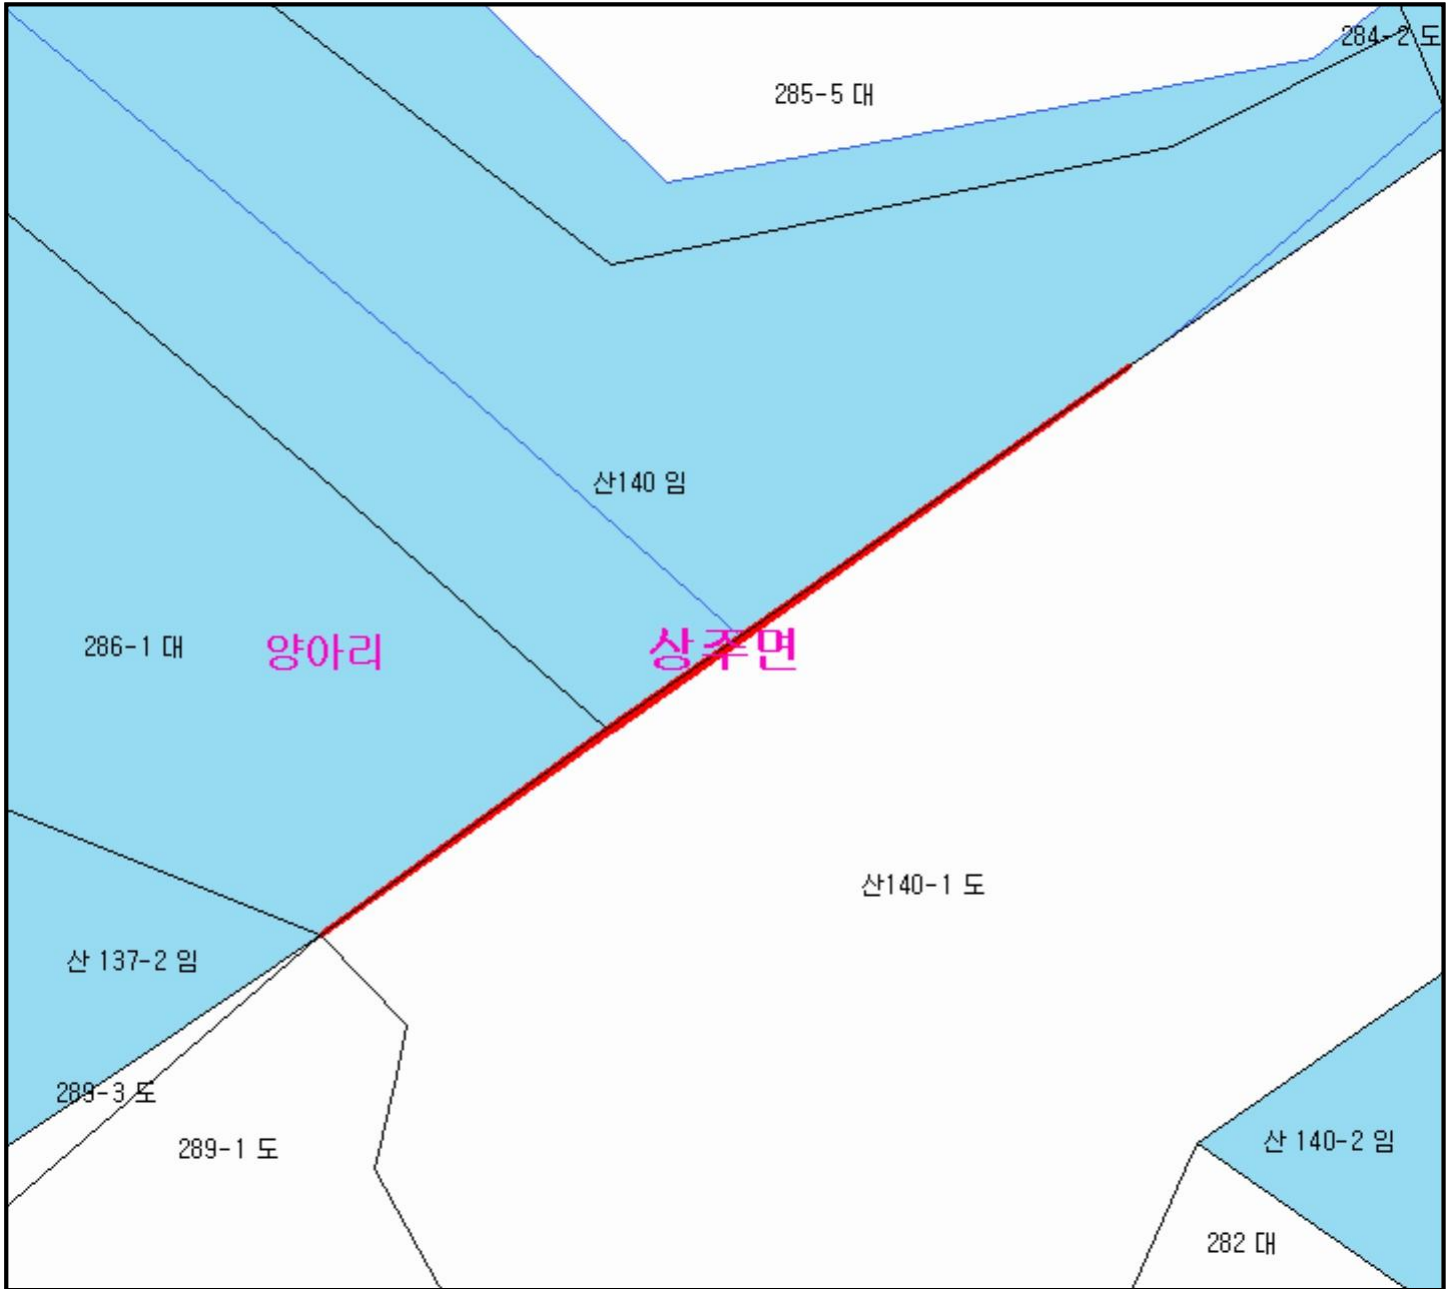 284-2 도
285-5 대
산140 임
286-1 대
양아리
상주면
산140-1 도
산 137-2 임
289-3 도
289-1 도
산 140-2 임
282 대